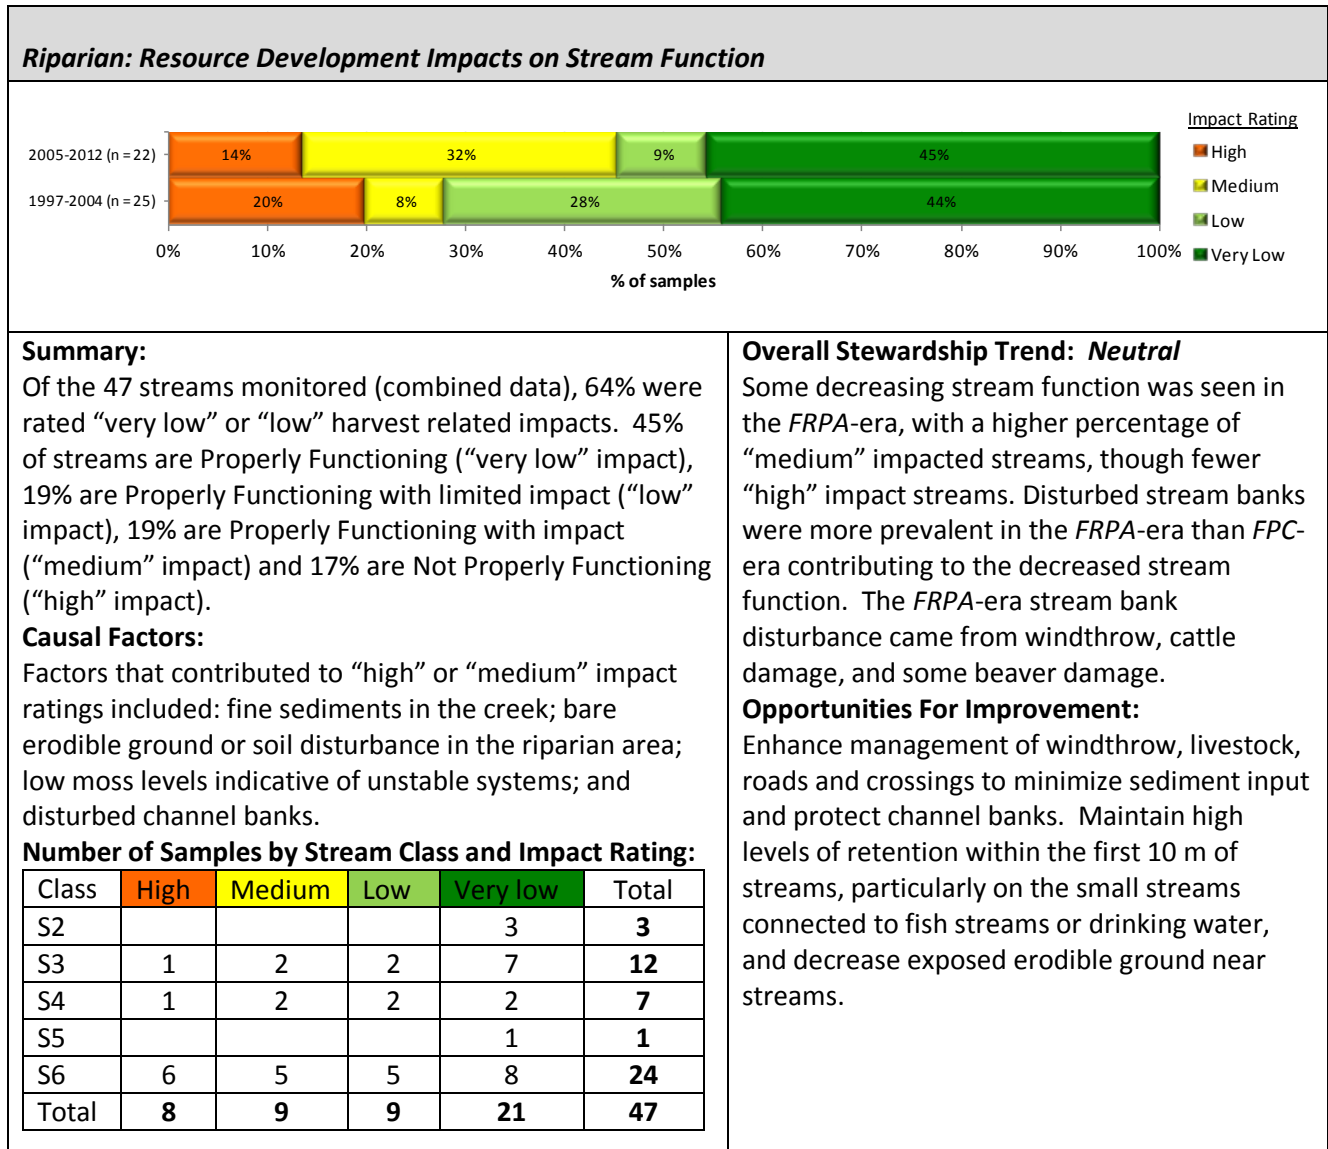 Riparian: Resource Development Impacts on Stream Function
Impact Rating
2005-2012 (n = 22) 14% 32% 9% 45%
1997-2004 (n = 25) 20% 8% 28% 44%
High
Medium
Low
Very Low
0% 10% 20% 30% 40% 50% 60% 70% 80% 90% 100%
% of samples
Summary:
Of the 47 streams monitored (combined data), 64% were
rated “very low” or “low” harvest related impacts. 45%
of streams are Properly Functioning (“very low” impact),
19% are Properly Functioning with limited impact (“low”
impact), 19% are Properly Functioning with impact
(“medium” impact) and 17% are Not Properly Functioning
(“high” impact).
Causal Factors:
Factors that contributed to “high” or “medium” impact
ratings included: fine sediments in the creek; bare
erodible ground or soil disturbance in the riparian area;
low moss levels indicative of unstable systems; and
disturbed channel banks.
Number of Samples by Stream Class and Impact Rating:
Class High Medium Low Very low Total
S2 3 3
S3 1 2 2 7 12
S4 1 2 2 2 7
S5 1 1
S6 6 5 5 8 24
Total 8 9 9 21 47
Overall Stewardship Trend: Neutral
Some decreasing stream function was seen in
the FRPA-era, with a higher percentage of
“medium” impacted streams, though fewer
“high” impact streams. Disturbed stream banks
were more prevalent in the FRPA-era than FPC-
era contributing to the decreased stream
function. The FRPA-era stream bank
disturbance came from windthrow, cattle
damage, and some beaver damage.
Opportunities For Improvement:
Enhance management of windthrow, livestock,
roads and crossings to minimize sediment input
and protect channel banks. Maintain high
levels of retention within the first 10 m of
streams, particularly on the small streams
connected to fish streams or drinking water,
and decrease exposed erodible ground near
streams.